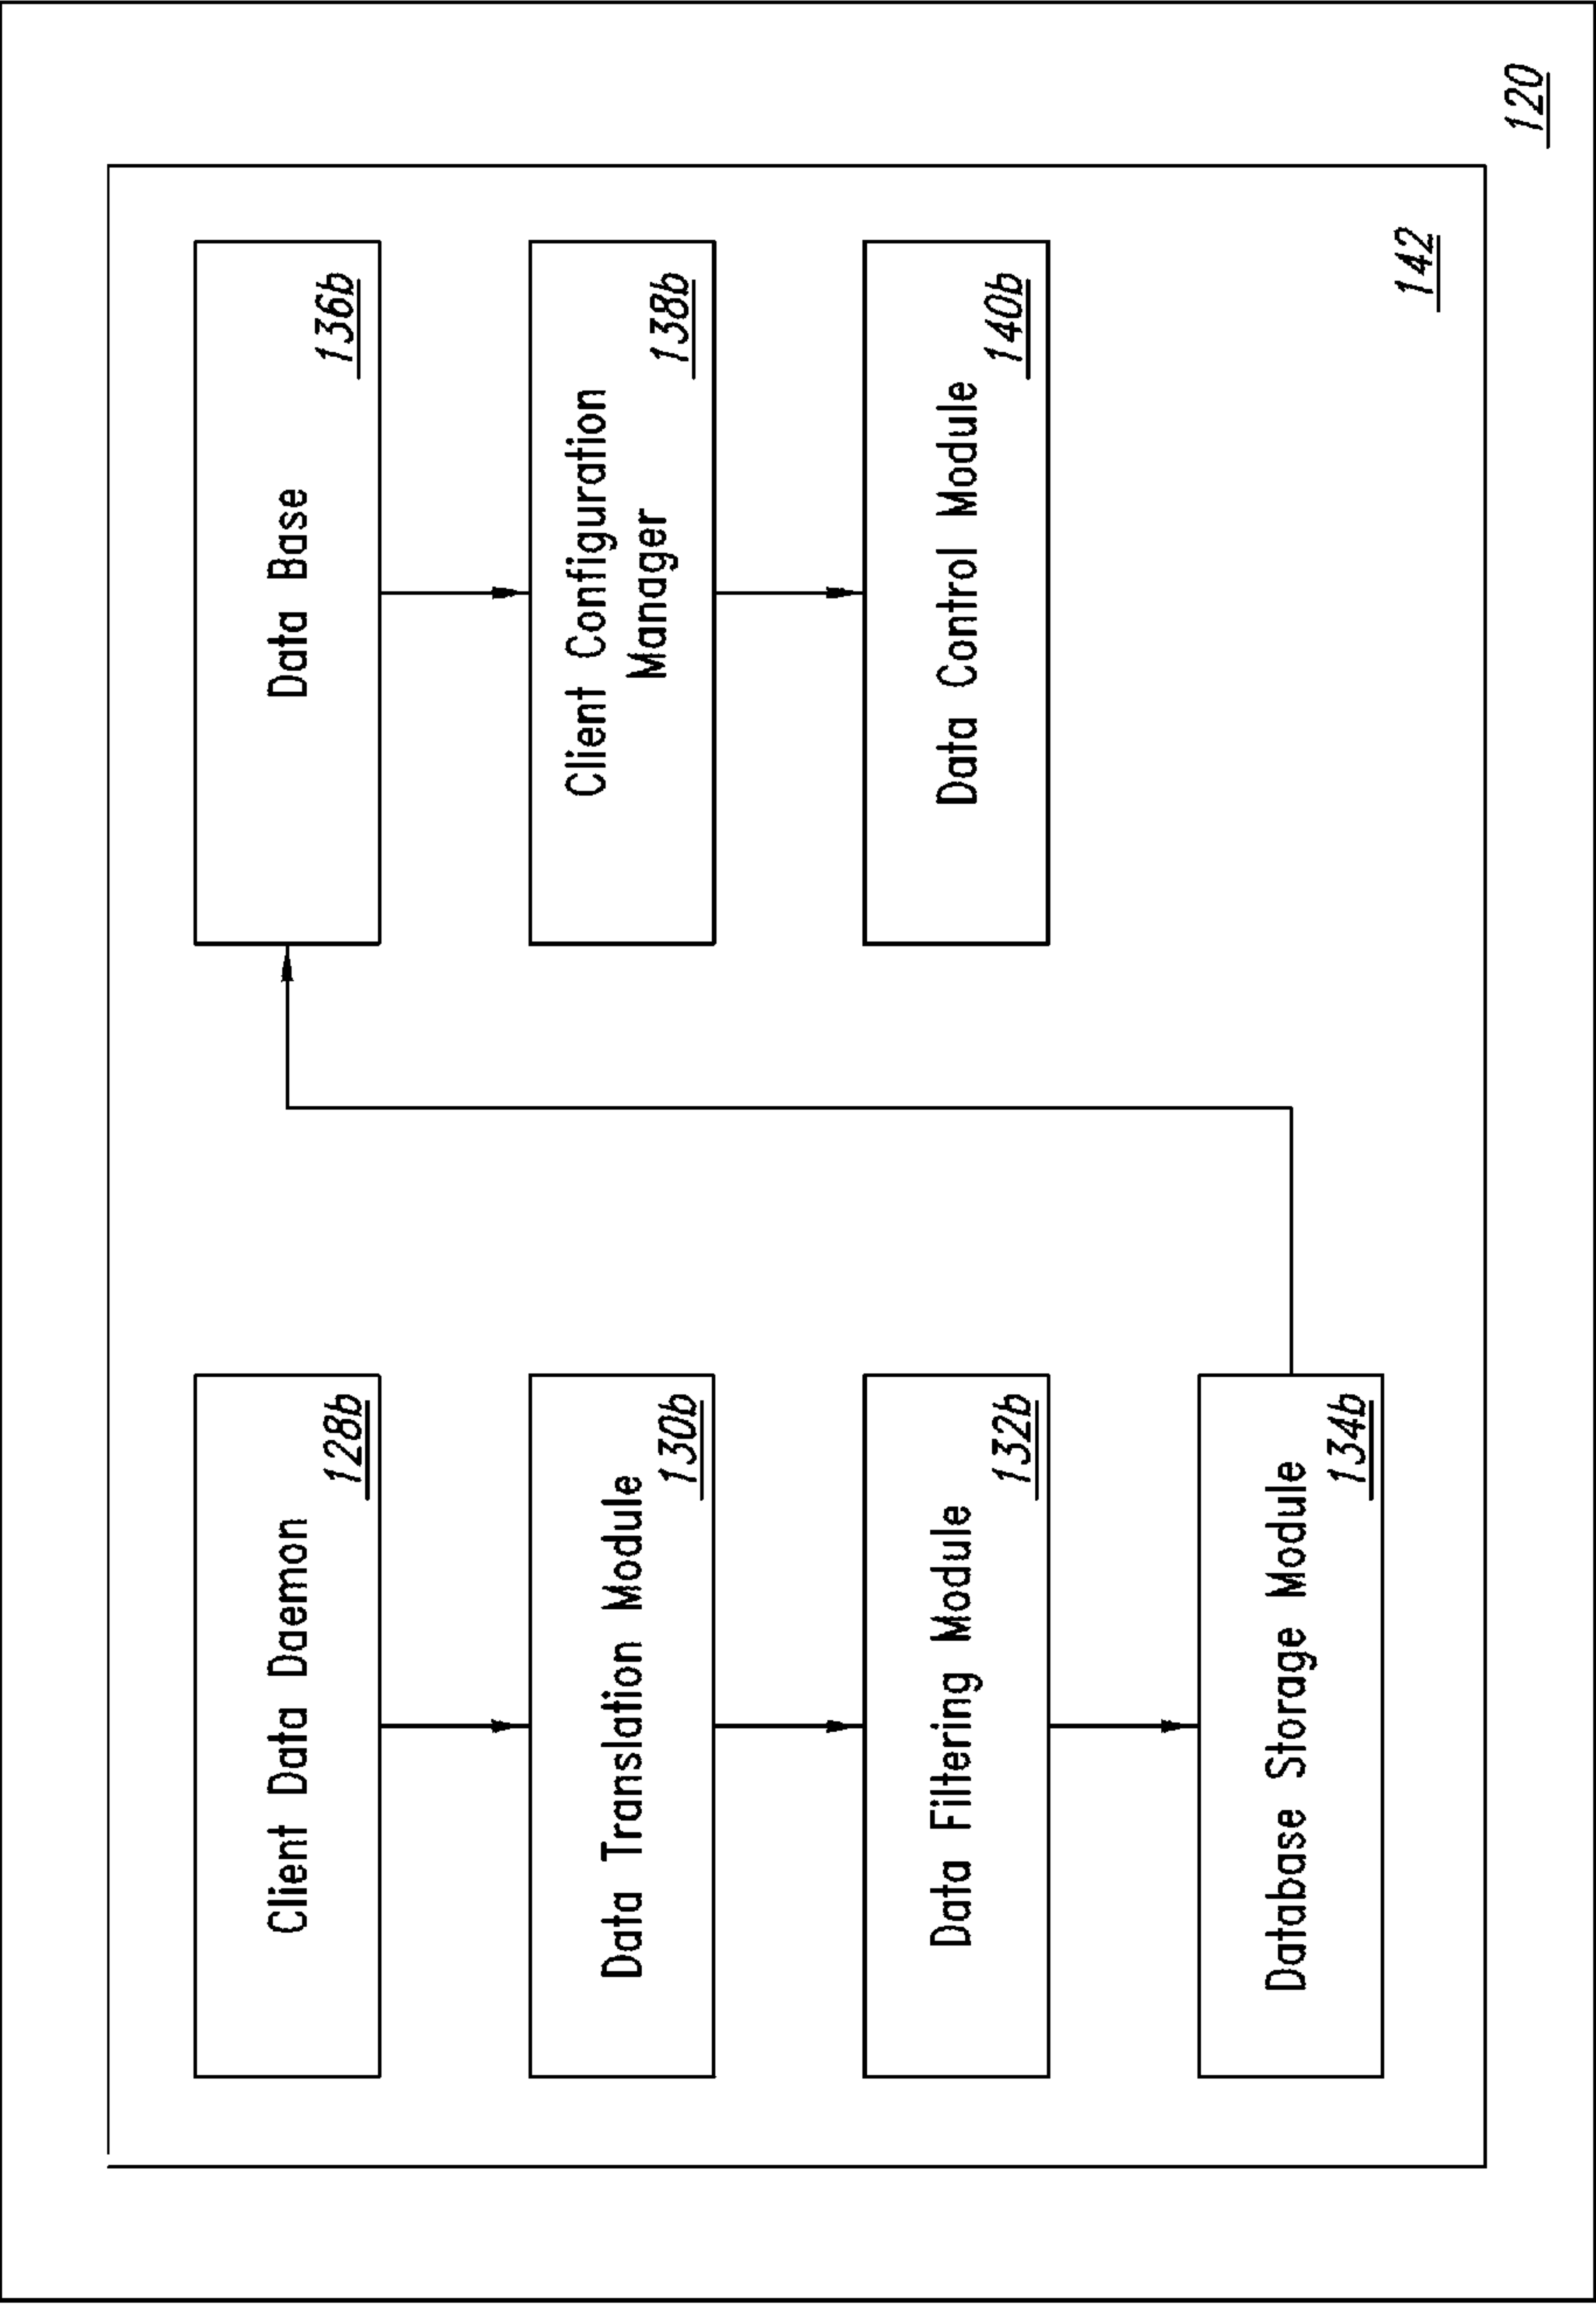 Client Data Daemon
128b
Data Translation Module
130b
Data Filtering Module
132b
Database Storage Module
134b
Data Base
136b
Client Configuration
Manager
138b
Data Control Module
140b
142
120